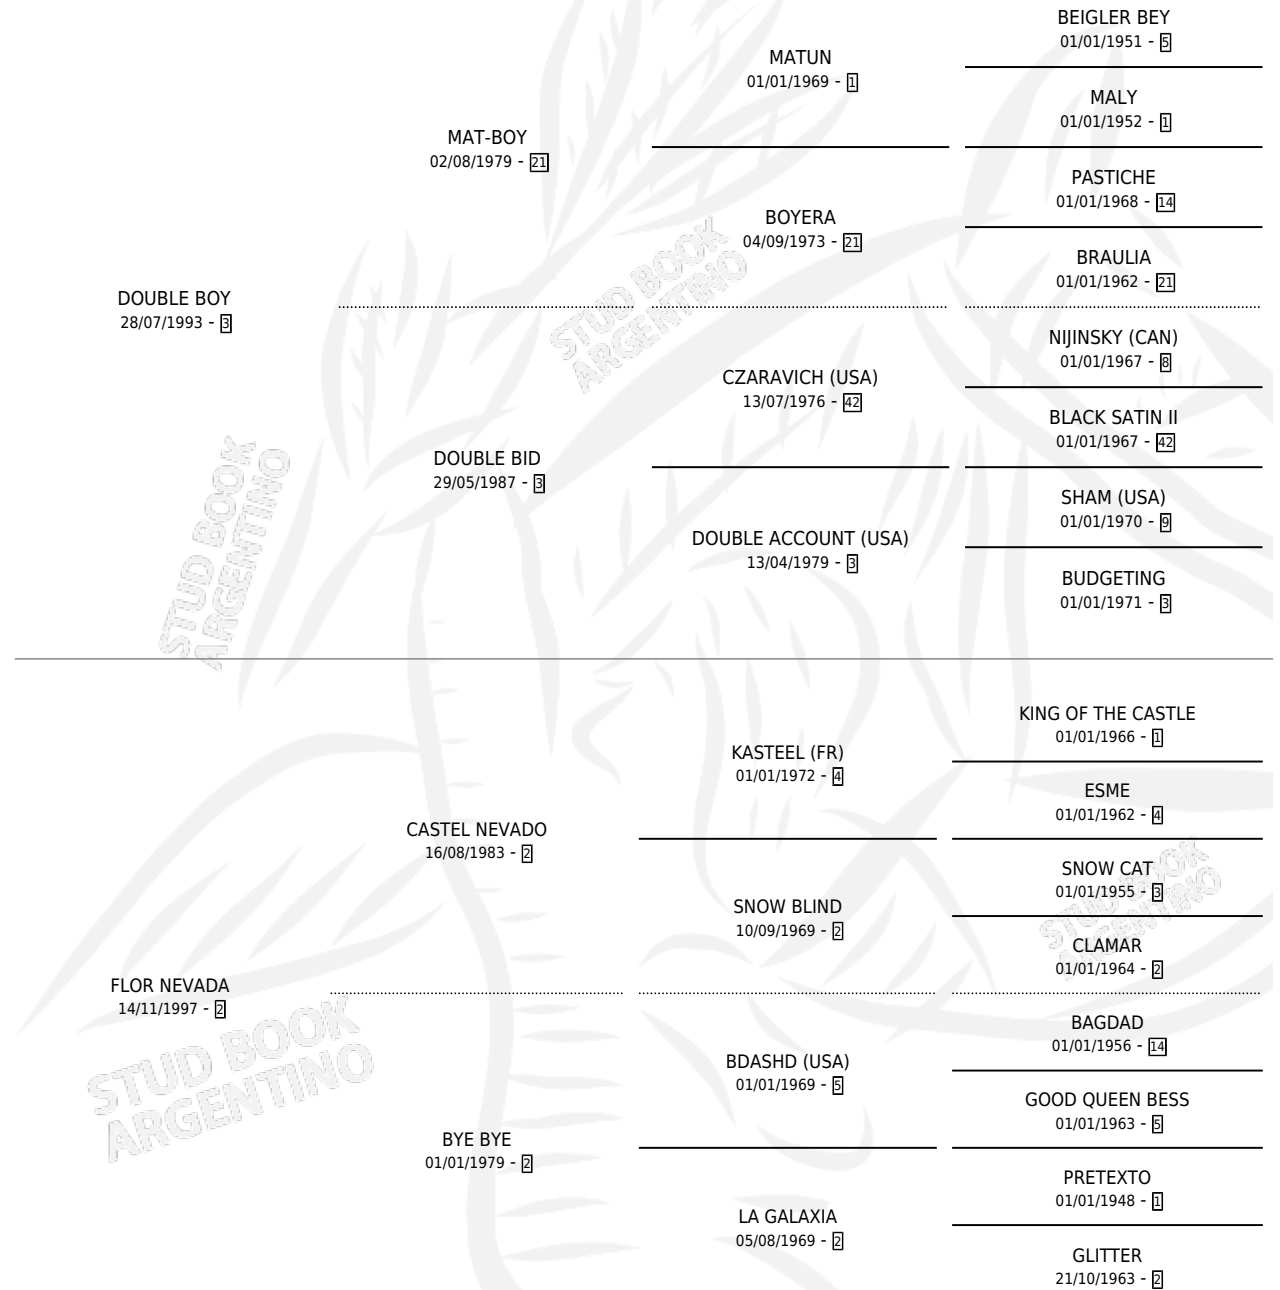 BEIGLER BEY
01/01/1951 - 5
MATUN
01/01/1969 - 1
MALY
01/01/1952 - 1
MAT-BOY
02/08/1979 - 21
PASTICHE
01/01/1968 - 14
BOYERA
04/09/1973 - 21
BRAULIA
01/01/1962 - 21
DOUBLE BOY
28/07/1993 - 3
NIJINSKY (CAN)
01/01/1967 - 8
CZARAVICH (USA)
13/07/1976 - 42
BLACK SATIN II
01/01/1967 - 42
DOUBLE BID
29/05/1987 - 3
SHAM (USA)
01/01/1970 - 9
DOUBLE ACCOUNT (USA)
13/04/1979 - 3
BUDGETING
01/01/1971 - 3
STUD BOOK
ARGENTINO
STUD BOOK
ARGENTINO
KING OF THE CASTLE
01/01/1966 - 1
KASTEEL (FR)
01/01/1972 - 4
ESME
01/01/1962 - 4
CASTEL NEVADO
16/08/1983 - 2
SNOW CAT
01/01/1955 - 3
SNOW BLIND
10/09/1969 - 2
CLAMAR
01/01/1964 - 2
FLOR NEVADA
14/11/1997 - 2
BAGDAD
01/01/1956 - 14
BDASHD (USA)
01/01/1969 - 5
GOOD QUEEN BESS
01/01/1963 - 5
BYE BYE
01/01/1979 - 2
PRETEXTO
01/01/1948 - 1
LA GALAXIA
05/08/1969 - 2
GLITTER
21/10/1963 - 2
STUD BOOK
ARGENTINO
STUD BOOK
ARGENTINO